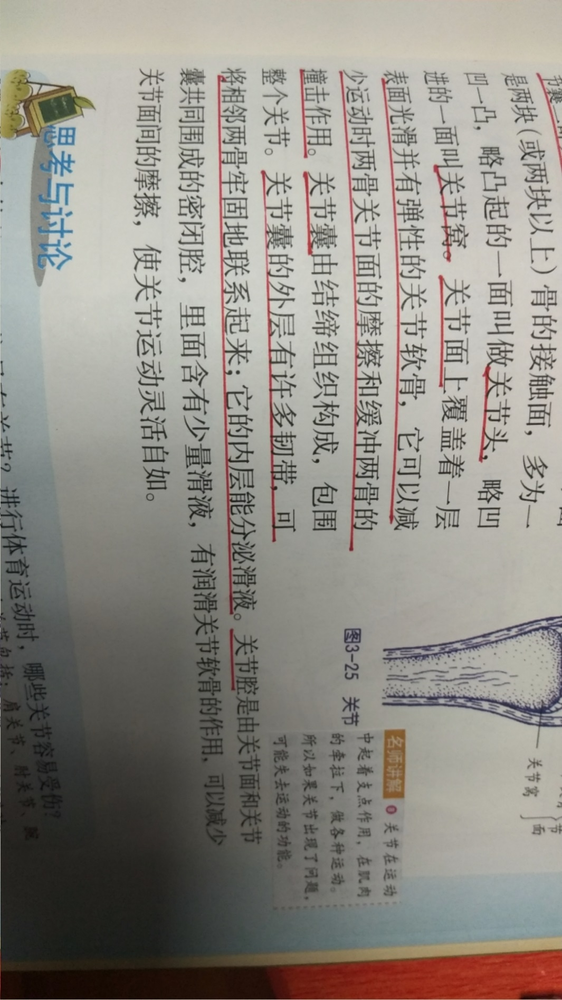 是两块（或两块以上）骨的接触面，多为一
凹一凸，略凸起的一面叫做关节头，略凹
进的一面叫关节窝。关节面上覆盖着一层
表面光滑并有弹性的关节软骨，它可以减
少运动时两骨关节面的摩擦和缓冲两骨的
撞击作用。关节囊由结缔组织构成，包围
整个关节。关节囊的外层有许多韧带，可
将相邻两骨牢固地联系起来；它的内层能分泌滑液。关节腔是由关节面和关节
囊共同围成的密闭腔，里面含有少量滑液，有润滑关节软骨的作用，可以减少
关节面间的摩擦，使关节运动灵活自如。
关节窝
节
面
图3-25 关节
名师讲解 关节在运动
中起着支点作用，在肌肉
的牵拉下，做各种运动。
所以如果关节出现了问题，
可能失去运动的功能。
思考与讨论
关节？进行体育运动时，哪些关节容易受伤？
肩关节、肘关节、腕